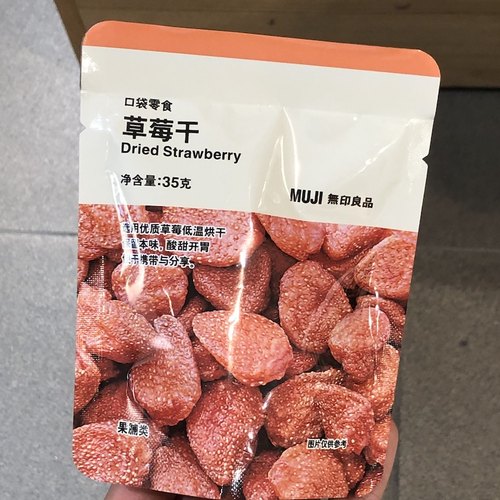 口袋零食
草莓干
Dried Strawberry
净含量:35克
MUJI 無印良品
用优质草莓低温烘干
本味,酸甜开胃
携带与分享。
果脯类
图片仅供参考